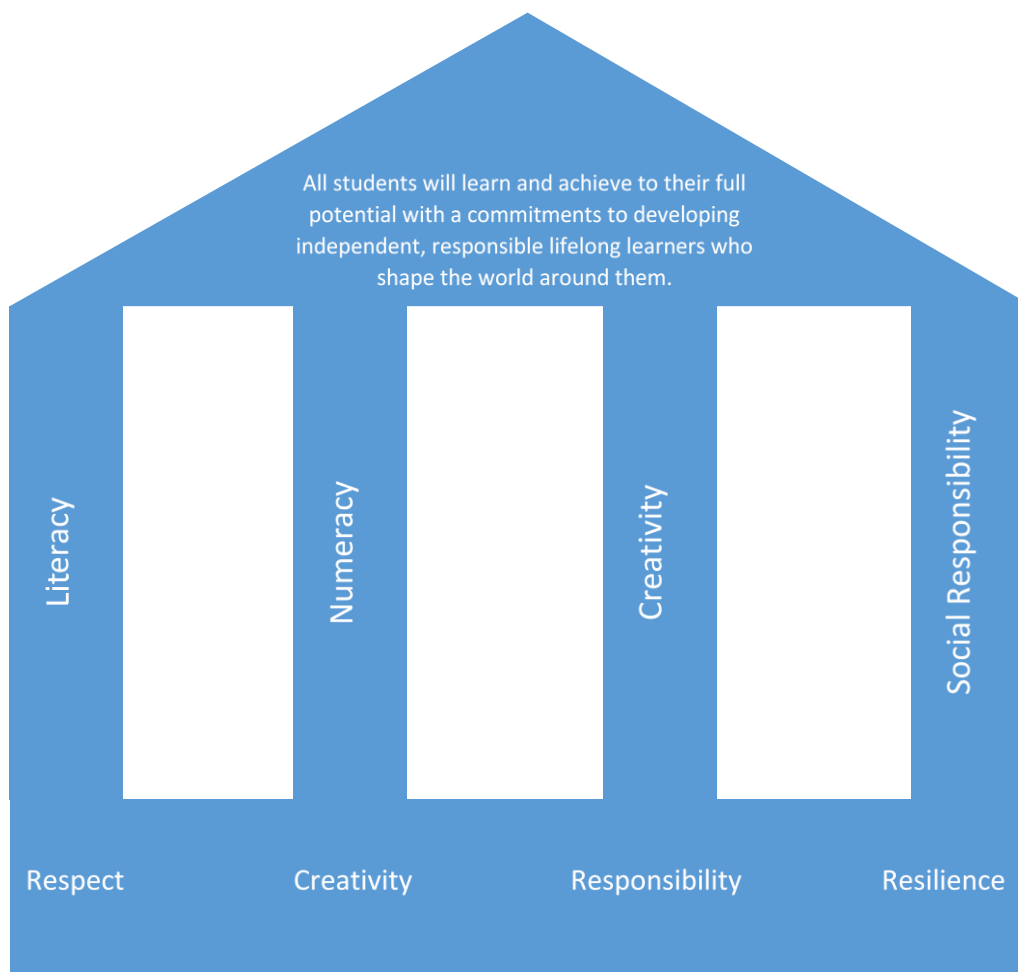 All students will learn and achieve to their full
potential with a commitments to developing
independent, responsible lifelong learners who
shape the world around them.
Literacy
Numeracy
Creativity
Social Responsibility
Respect
Creativity
Responsibility
Resilience